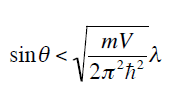 sinθ < √(mV / 2π²ℏ²) λ